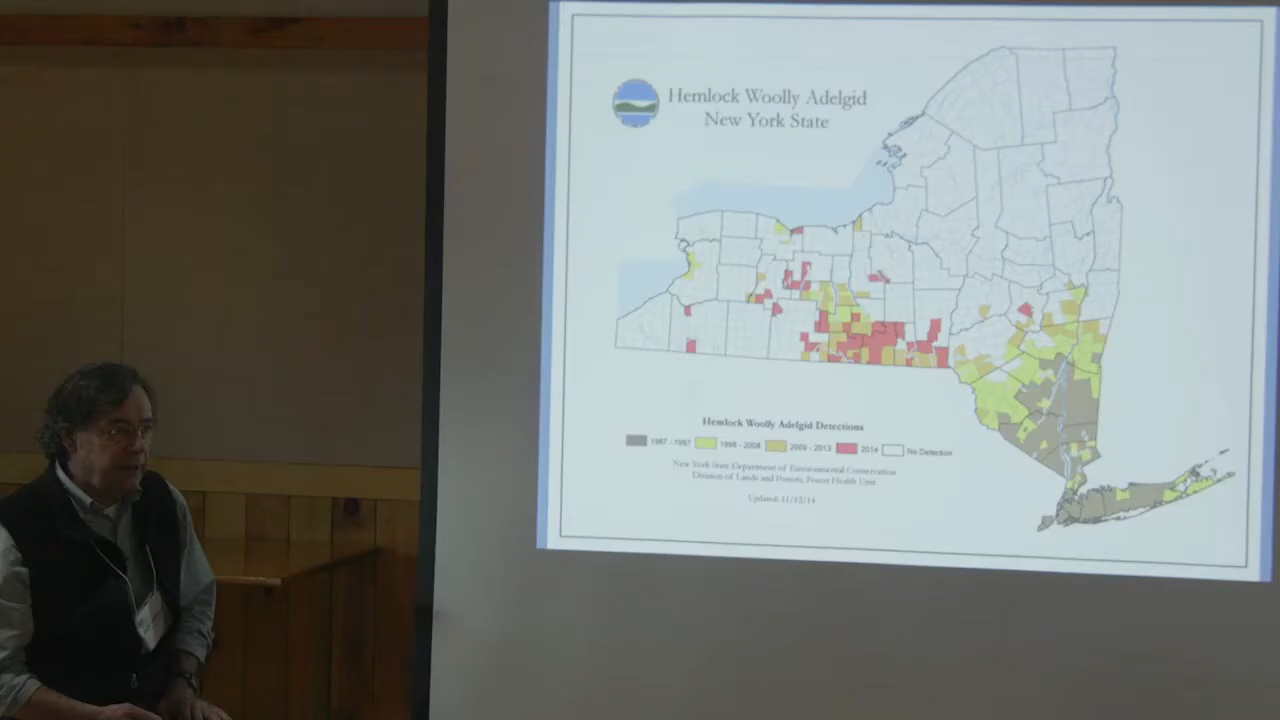 Hemlock Woolly Adelgid
New York State
Hemlock Woolly Adelgid Detections
1987 - 1997
1998 - 2008
2009 - 2013
2014
No Detection
New York State Department of Environmental Conservation
Division of Lands and Forests, Forest Health Unit
Updated: 11/12/14